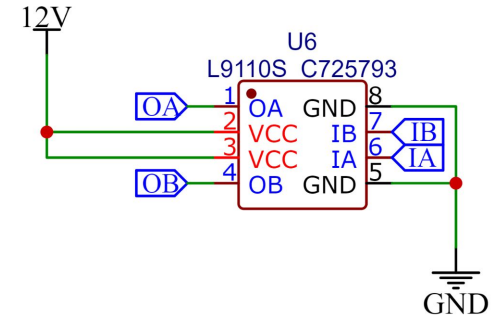 12V
U6
L9110S C725793
OA 1 OA GND 8
2 VCC IB 7 IB
3 VCC IA 6 IA
OB 4 OB GND 5
GND